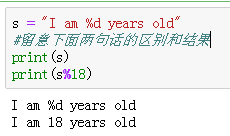 s = "I am %d years old"
#留意下面两句话的区别和结果
print(s)
print(s%18)
I am %d years old
I am 18 years old